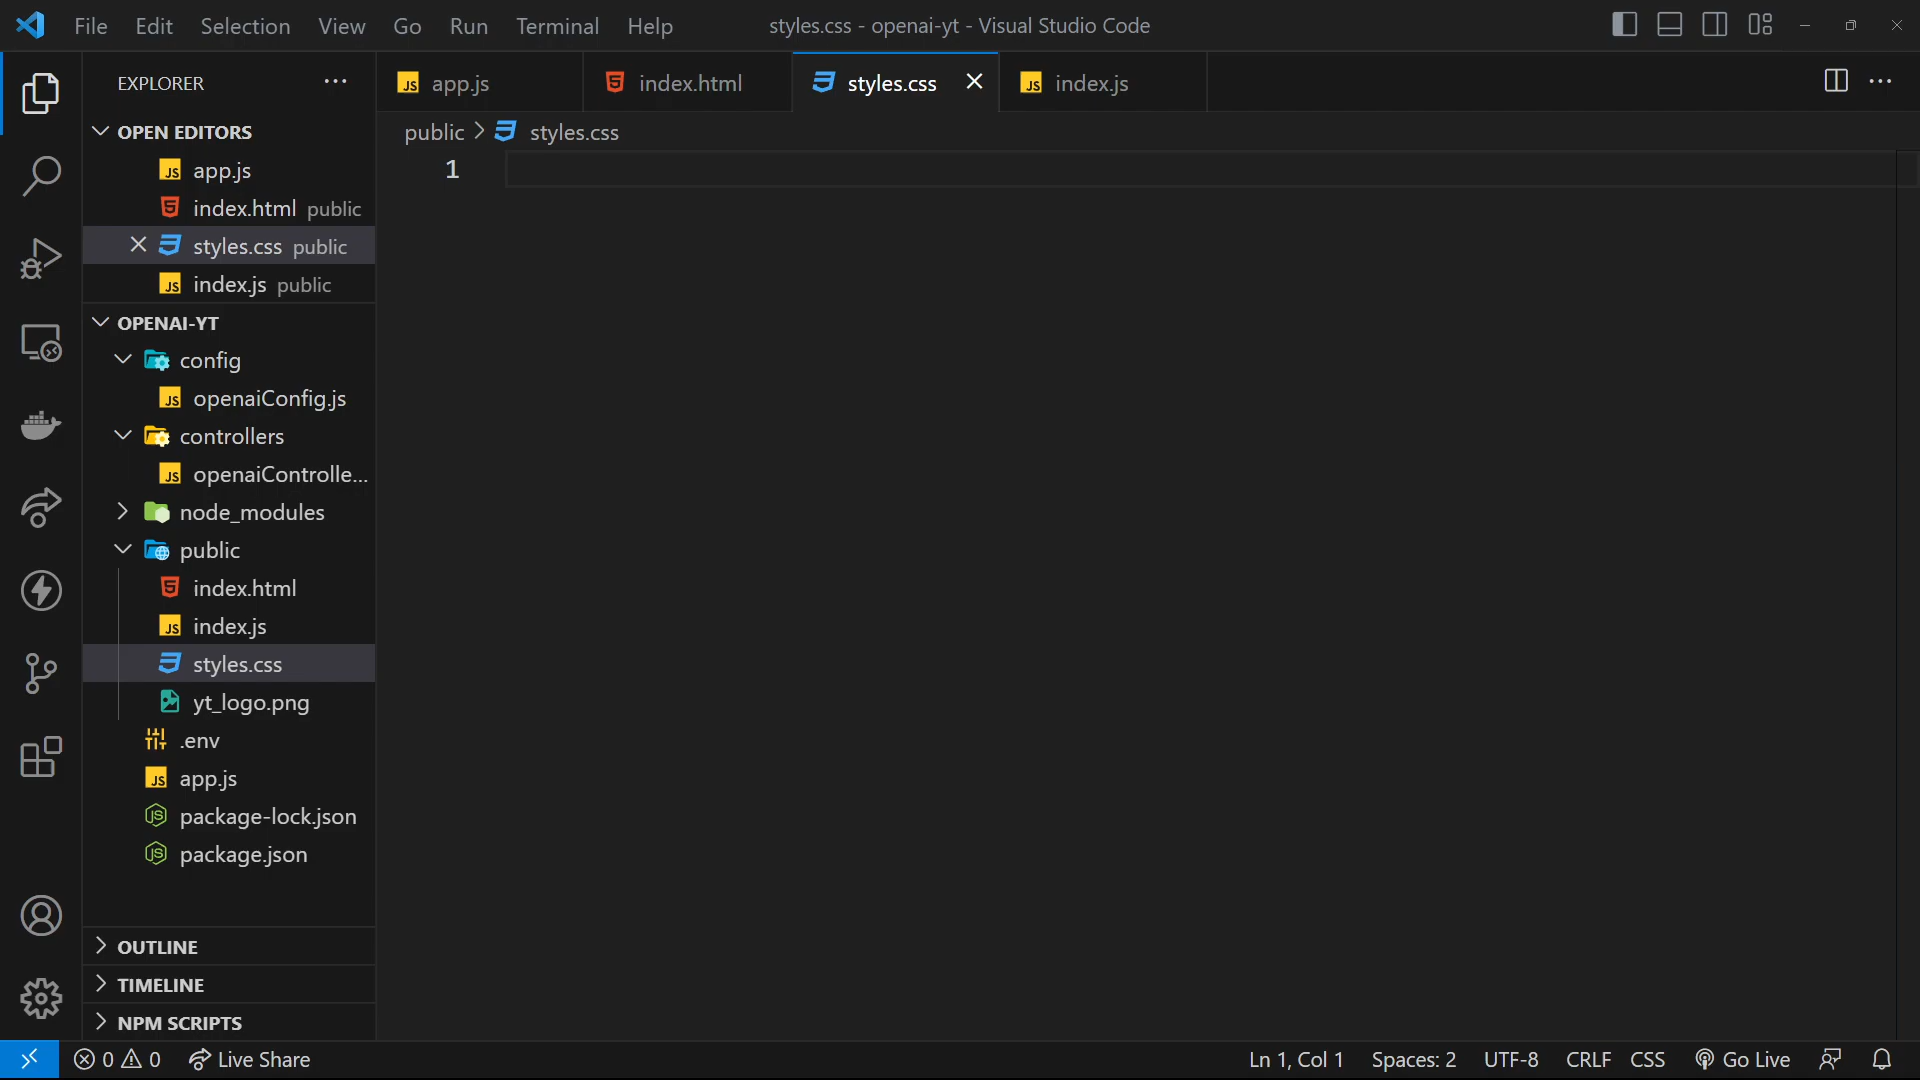 File Edit Selection View Go Run Terminal Help styles.css - openai-yt - Visual Studio Code
EXPLORER
app.js index.html styles.css index.js
OPEN EDITORS
public styles.css
app.js
1
index.html public
styles.css public
index.js public
OPENAI-YT
config
openaiConfig.js
controllers
openaiControlle...
node_modules
public
index.html
index.js
styles.css
yt_logo.png
.env
app.js
package-lock.json
package.json
OUTLINE
TIMELINE
NPM SCRIPTS
0 0 Live Share Ln 1, Col 1 Spaces: 2 UTF-8 CRLF CSS Go Live